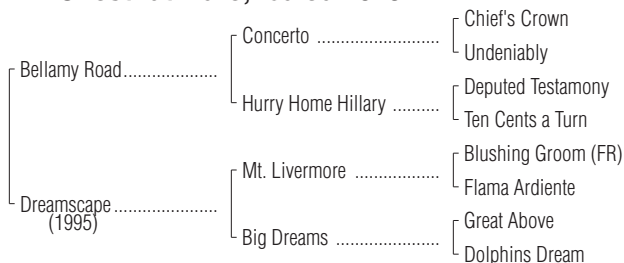 Chief's Crown
Concerto ..............................
Undeniably
Bellamy Road.......................
Deputed Testamony
Hurry Home Hillary ............
Ten Cents a Turn
Blushing Groom (FR)
Mt. Livermore .....................
Flama Ardiente
Dreamscape .........................
(1995)
Great Above
Big Dreams .........................
Dolphins Dream